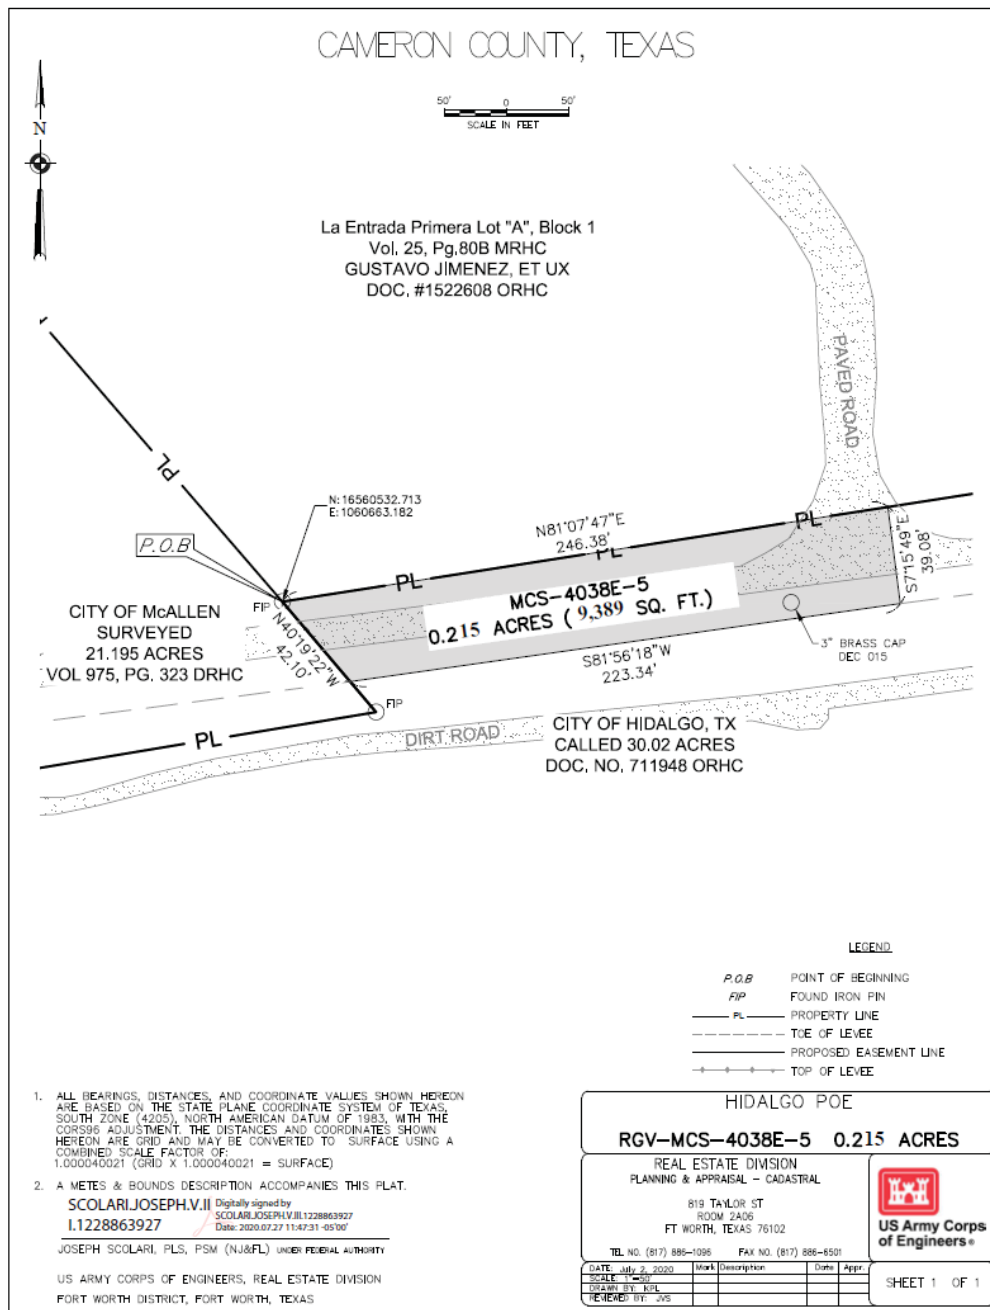 CAMERON COUNTY, TEXAS
50' 0 50'
SCALE IN FEET
N
La Entrada Primera Lot "A", Block 1
Vol. 25, Pg.80B MRHC
GUSTAVO JIMENEZ, ET UX
DOC. #1522608 ORHC
PAVED ROAD
PL
N: 16560532.713
E: 1060663.182
P.O.B
N81°07'47"E
246.38'
PL
PL
PL
S7°15'49"E
39.08'
FIP
MCS-4038E-5
0.215 ACRES ( 9,389 SQ. FT.)
CITY OF McALLEN
SURVEYED
21.195 ACRES
VOL 975, PG. 323 DRHC
N40°19'22"W
42.10'
S81°56'18"W
223.34'
3" BRASS CAP
DEC 015
FIP
PL
DIRT ROAD
CITY OF HIDALGO, TX
CALLED 30.02 ACRES
DOC. NO. 711948 ORHC
LEGEND
P.O.B POINT OF BEGINNING
FIP FOUND IRON PIN
PL PROPERTY LINE
TOE OF LEVEE
PROPOSED EASEMENT LINE
TOP OF LEVEE
1. ALL BEARINGS, DISTANCES, AND COORDINATE VALUES SHOWN HEREON
ARE BASED ON THE STATE PLANE COORDINATE SYSTEM OF TEXAS,
SOUTH ZONE (4205), NORTH AMERICAN DATUM OF 1983, WITH THE
CORS96 ADJUSTMENT. THE DISTANCES AND COORDINATES SHOWN
HEREON ARE GRID AND MAY BE CONVERTED TO SURFACE USING A
COMBINED SCALE FACTOR OF:
1.000040021 (GRID X 1.000040021 = SURFACE)
2. A METES & BOUNDS DESCRIPTION ACCOMPANIES THIS PLAT.
SCOLARI.JOSEPH.V.II
I.1228863927
Digitally signed by
SCOLARI.JOSEPH.V.III.1228863927
Date: 2020.07.27 11:47:31 -05'00'
JOSEPH SCOLARI, PLS, PSM (NJ&FL) UNDER FEDERAL AUTHORITY
US ARMY CORPS OF ENGINEERS, REAL ESTATE DIVISION
FORT WORTH DISTRICT, FORT WORTH, TEXAS
HIDALGO POE
RGV-MCS-4038E-5 0.215 ACRES
REAL ESTATE DIVISION
PLANNING & APPRAISAL - CADASTRAL
819 TAYLOR ST
ROOM 2A06
FT WORTH, TEXAS 76102
TEL NO. (817) 886-1096 FAX NO. (817) 886-6501
US Army Corps
of Engineers®
DATE: July 2, 2020 Mark Description Date Appr.
SCALE: 1"=50'
DRAWN BY: KPL
REVIEWED BY: JVS
SHEET 1 OF 1